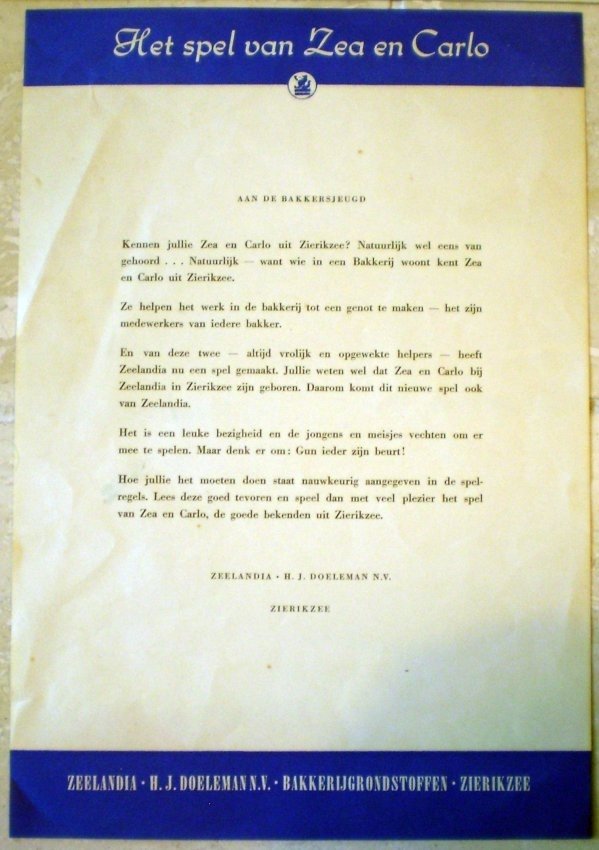 Het spel van Zea en Carlo
AAN DE BAKKERSJEUGD
Kennen jullie Zea en Carlo uit Zierikzee? Natuurlijk wel eens van
gehoord . . . Natuurlijk — want wie in een Bakkerij woont kent Zea
en Carlo uit Zierikzee.
Ze helpen het werk in de bakkerij tot een genot te maken — het zijn
medewerkers van iedere bakker.
En van deze twee — altijd vrolijk en opgewekte helpers — heeft
Zeelandia nu een spel gemaakt. Jullie weten wel dat Zea en Carlo bij
Zeelandia in Zierikzee zijn geboren. Daarom komt dit nieuwe spel ook
van Zeelandia.
Het is een leuke bezigheid en de jongens en meisjes vechten om er
mee te spelen. Maar denk er om: Gun ieder zijn beurt!
Hoe jullie het moeten doen staat nauwkeurig aangegeven in de spel-
regels. Lees deze goed tevoren en speel dan met veel plezier het spel
van Zea en Carlo, de goede bekenden uit Zierikzee.
ZEELANDIA · H. J. DOELEMAN N.V.
ZIERIKZEE
ZEELANDIA · H. J. DOELEMAN N.V. · BAKKERIJGRONDSTOFFEN · ZIERIKZEE